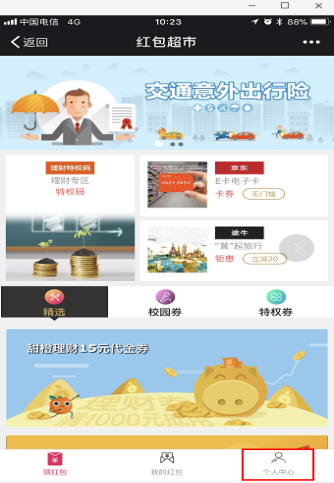 中国电信 4G 10:23 88%
返回 红包超市
交通意外出行险
理财特权码
理财专区
特权码
京东
E卡电子卡
卡券 无门槛
途牛
"翼"起旅行
钜惠 立减20
精选 校园券 特权券
甜橙理财15元代金券
领红包 我的红包 个人中心